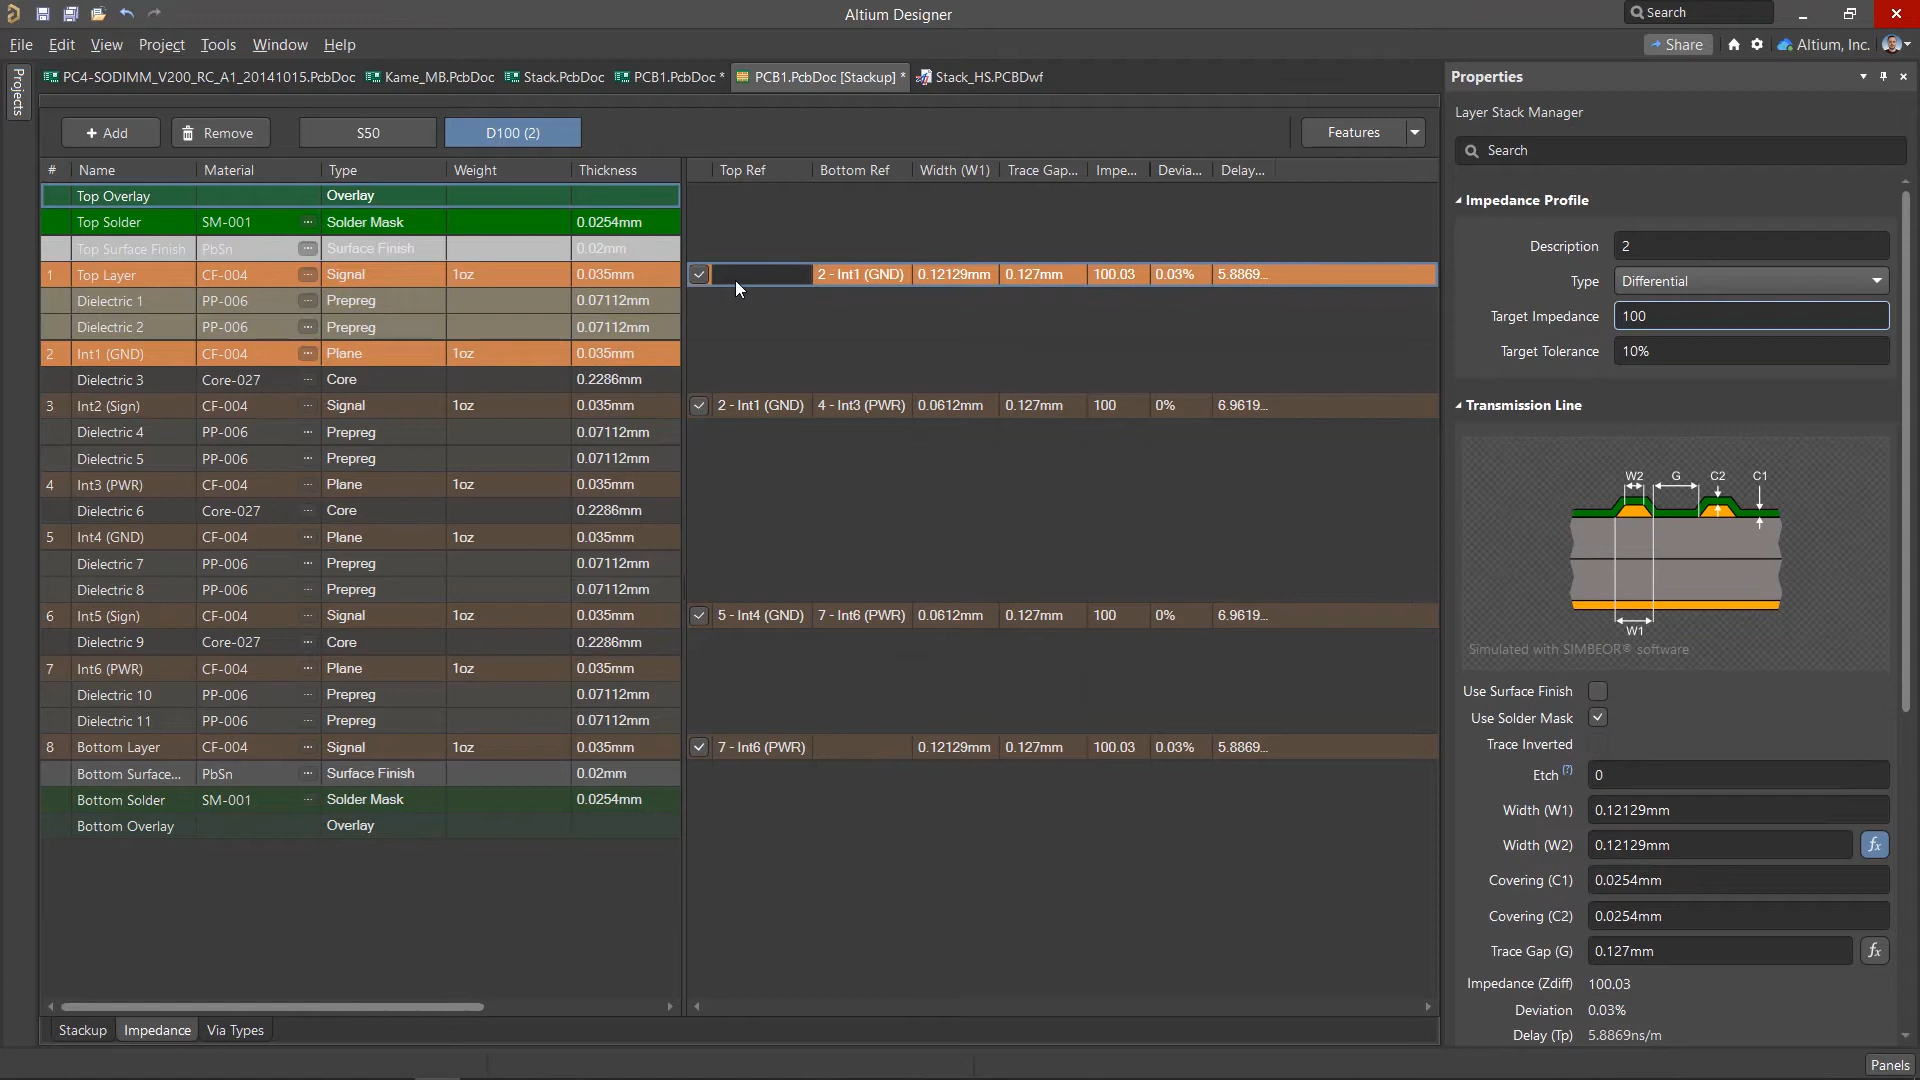 Altium Designer
Search
File Edit View Project Tools Window Help
Share
Altium, Inc.
Projects
PC4-SODIMM_V200_RC_A1_20141015.PcbDoc Kame_MB.PcbDoc Stack.PcbDoc PCB1.PcbDoc * PCB1.PcbDoc [Stackup] * Stack_HS.PCBDwf
+ Add Remove S50 D100 (2) Features
# Name Material Type Weight Thickness Top Ref Bottom Ref Width (W1) Trace Gap... Impe... Devia... Delay...
Top Overlay Overlay
Top Solder SM-001 ... Solder Mask 0.0254mm
Top Surface Finish PbSn ... Surface Finish 0.02mm
1 Top Layer CF-004 ... Signal 1oz 0.035mm 2 - Int1 (GND) 0.12129mm 0.127mm 100.03 0.03% 5.8869...
Dielectric 1 PP-006 ... Prepreg 0.07112mm
Dielectric 2 PP-006 ... Prepreg 0.07112mm
2 Int1 (GND) CF-004 ... Plane 1oz 0.035mm
Dielectric 3 Core-027 ... Core 0.2286mm
3 Int2 (Sign) CF-004 ... Signal 1oz 0.035mm 2 - Int1 (GND) 4 - Int3 (PWR) 0.0612mm 0.127mm 100 0% 6.9619...
Dielectric 4 PP-006 ... Prepreg 0.07112mm
Dielectric 5 PP-006 ... Prepreg 0.07112mm
4 Int3 (PWR) CF-004 ... Plane 1oz 0.035mm
Dielectric 6 Core-027 ... Core 0.2286mm
5 Int4 (GND) CF-004 ... Plane 1oz 0.035mm
Dielectric 7 PP-006 ... Prepreg 0.07112mm
Dielectric 8 PP-006 ... Prepreg 0.07112mm
6 Int5 (Sign) CF-004 ... Signal 1oz 0.035mm 5 - Int4 (GND) 7 - Int6 (PWR) 0.0612mm 0.127mm 100 0% 6.9619...
Dielectric 9 Core-027 ... Core 0.2286mm
7 Int6 (PWR) CF-004 ... Plane 1oz 0.035mm
Dielectric 10 PP-006 ... Prepreg 0.07112mm
Dielectric 11 PP-006 ... Prepreg 0.07112mm
8 Bottom Layer CF-004 ... Signal 1oz 0.035mm 7 - Int6 (PWR) 0.12129mm 0.127mm 100.03 0.03% 5.8869...
Bottom Surface... PbSn ... Surface Finish 0.02mm
Bottom Solder SM-001 ... Solder Mask 0.0254mm
Bottom Overlay Overlay
Stackup Impedance Via Types
Properties
Layer Stack Manager
Search
Impedance Profile
Description 2
Type Differential
Target Impedance 100
Target Tolerance 10%
Transmission Line
W2 G C2 C1
W1
Simulated with SIMBEOR® software
Use Surface Finish
Use Solder Mask
Trace Inverted
Etch [?] 0
Width (W1) 0.12129mm
Width (W2) 0.12129mm fx
Covering (C1) 0.0254mm
Covering (C2) 0.0254mm
Trace Gap (G) 0.127mm fx
Impedance (Zdiff) 100.03
Deviation 0.03%
Delay (Tp) 5.8869ns/m
Panels